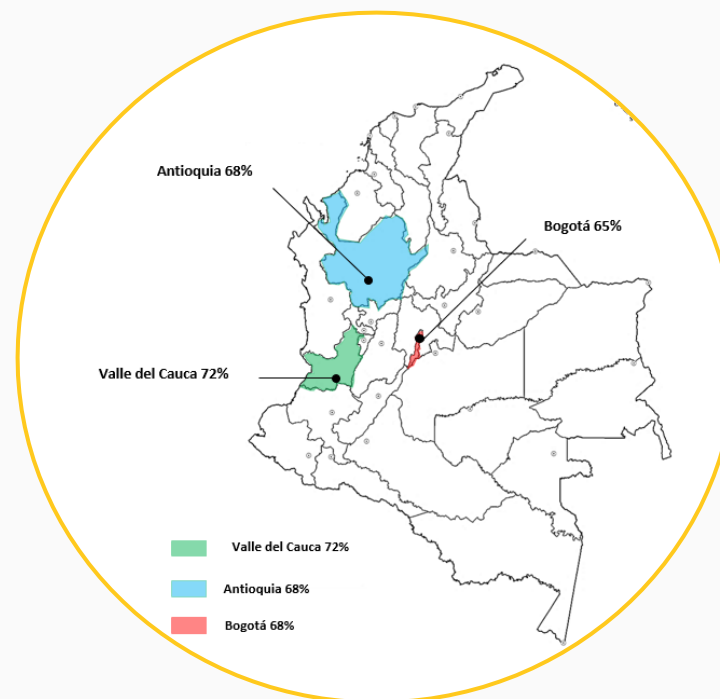 Antioquia 68%
Bogotá 65%
Valle del Cauca 72%
Valle del Cauca 72%
Antioquia 68%
Bogotá 68%